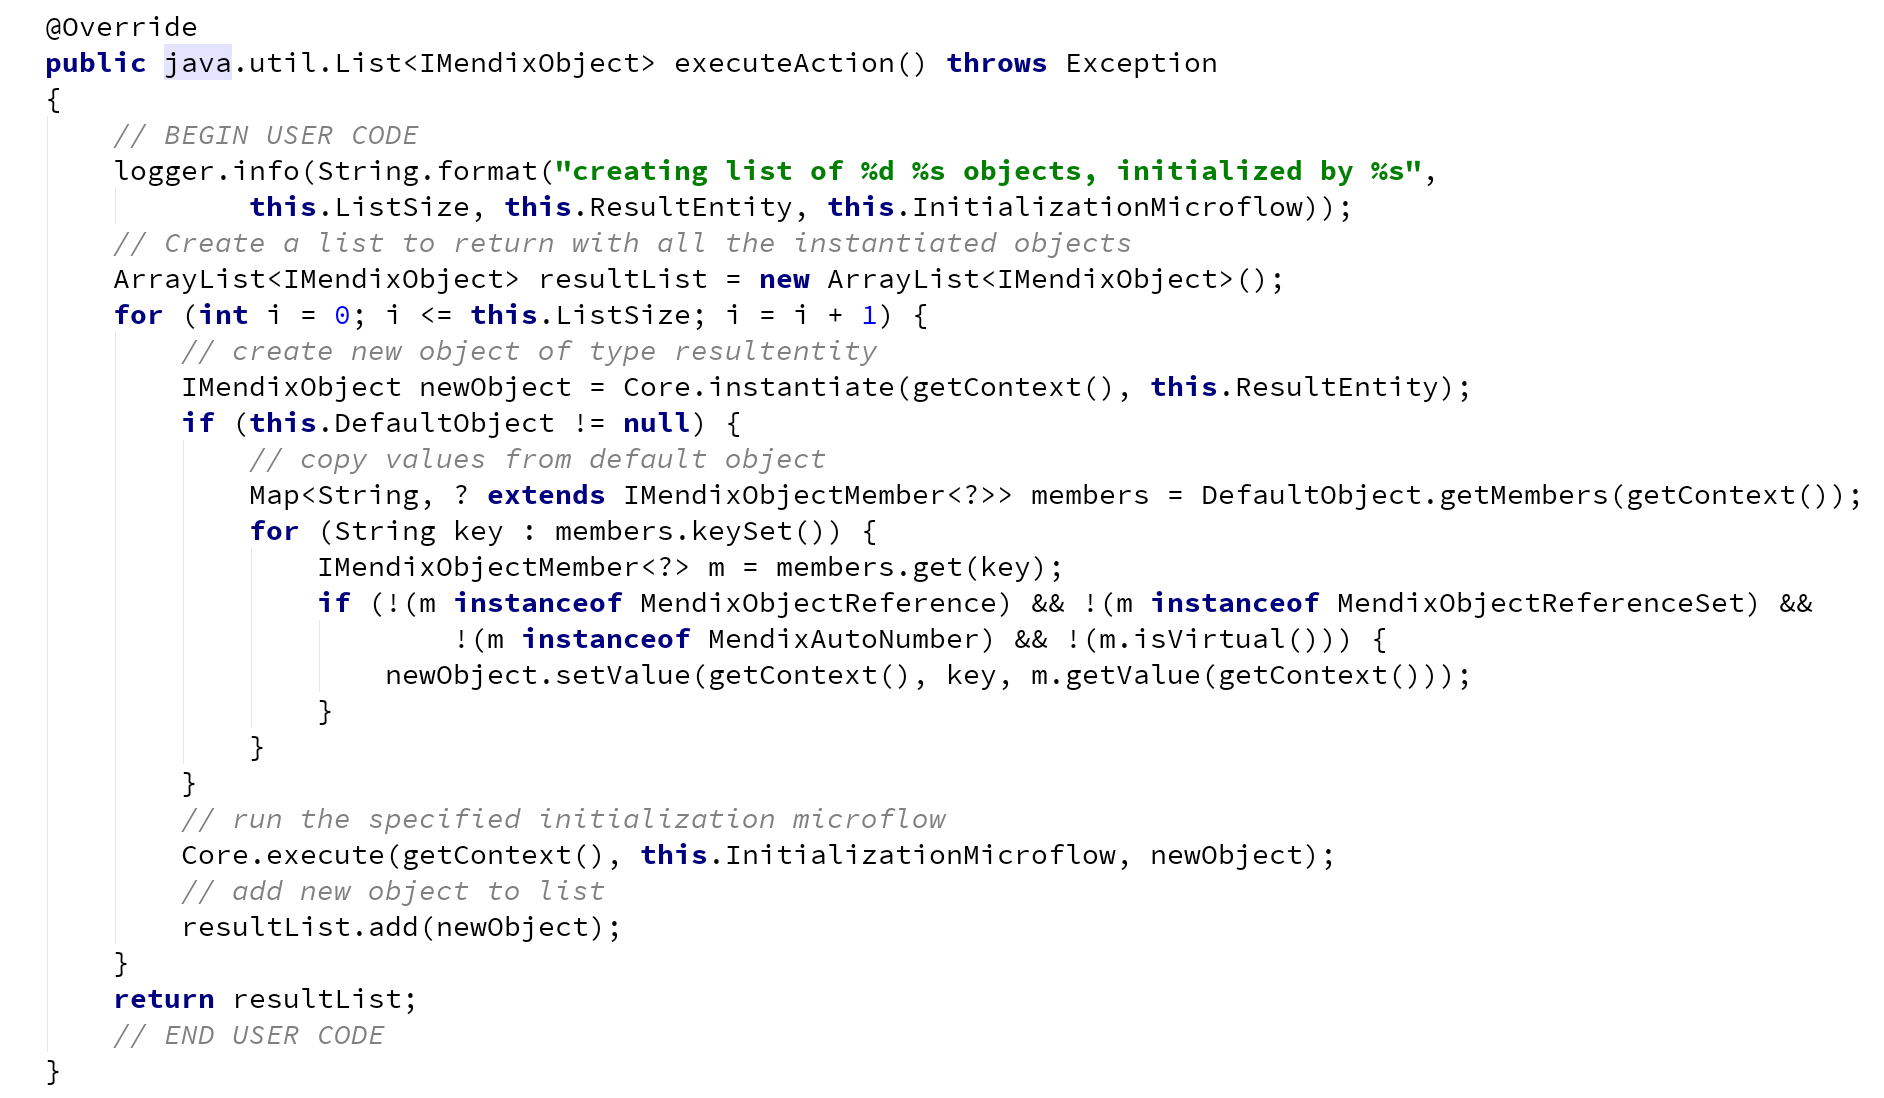 @Override
public java.util.List<IMendixObject> executeAction() throws Exception
{
    // BEGIN USER CODE
    logger.info(String.format("creating list of %d %s objects, initialized by %s",
            this.ListSize, this.ResultEntity, this.InitializationMicroflow));
    // Create a list to return with all the instantiated objects
    ArrayList<IMendixObject> resultList = new ArrayList<IMendixObject>();
    for (int i = 0; i <= this.ListSize; i = i + 1) {
        // create new object of type resultentity
        IMendixObject newObject = Core.instantiate(getContext(), this.ResultEntity);
        if (this.DefaultObject != null) {
            // copy values from default object
            Map<String, ? extends IMendixObjectMember<?>> members = DefaultObject.getMembers(getContext());
            for (String key : members.keySet()) {
                IMendixObjectMember<?> m = members.get(key);
                if (!(m instanceof MendixObjectReference) && !(m instanceof MendixObjectReferenceSet) &&
                        !(m instanceof MendixAutoNumber) && !(m.isVirtual())) {
                    newObject.setValue(getContext(), key, m.getValue(getContext()));
                }
            }
        }
        // run the specified initialization microflow
        Core.execute(getContext(), this.InitializationMicroflow, newObject);
        // add new object to list
        resultList.add(newObject);
    }
    return resultList;
    // END USER CODE
}